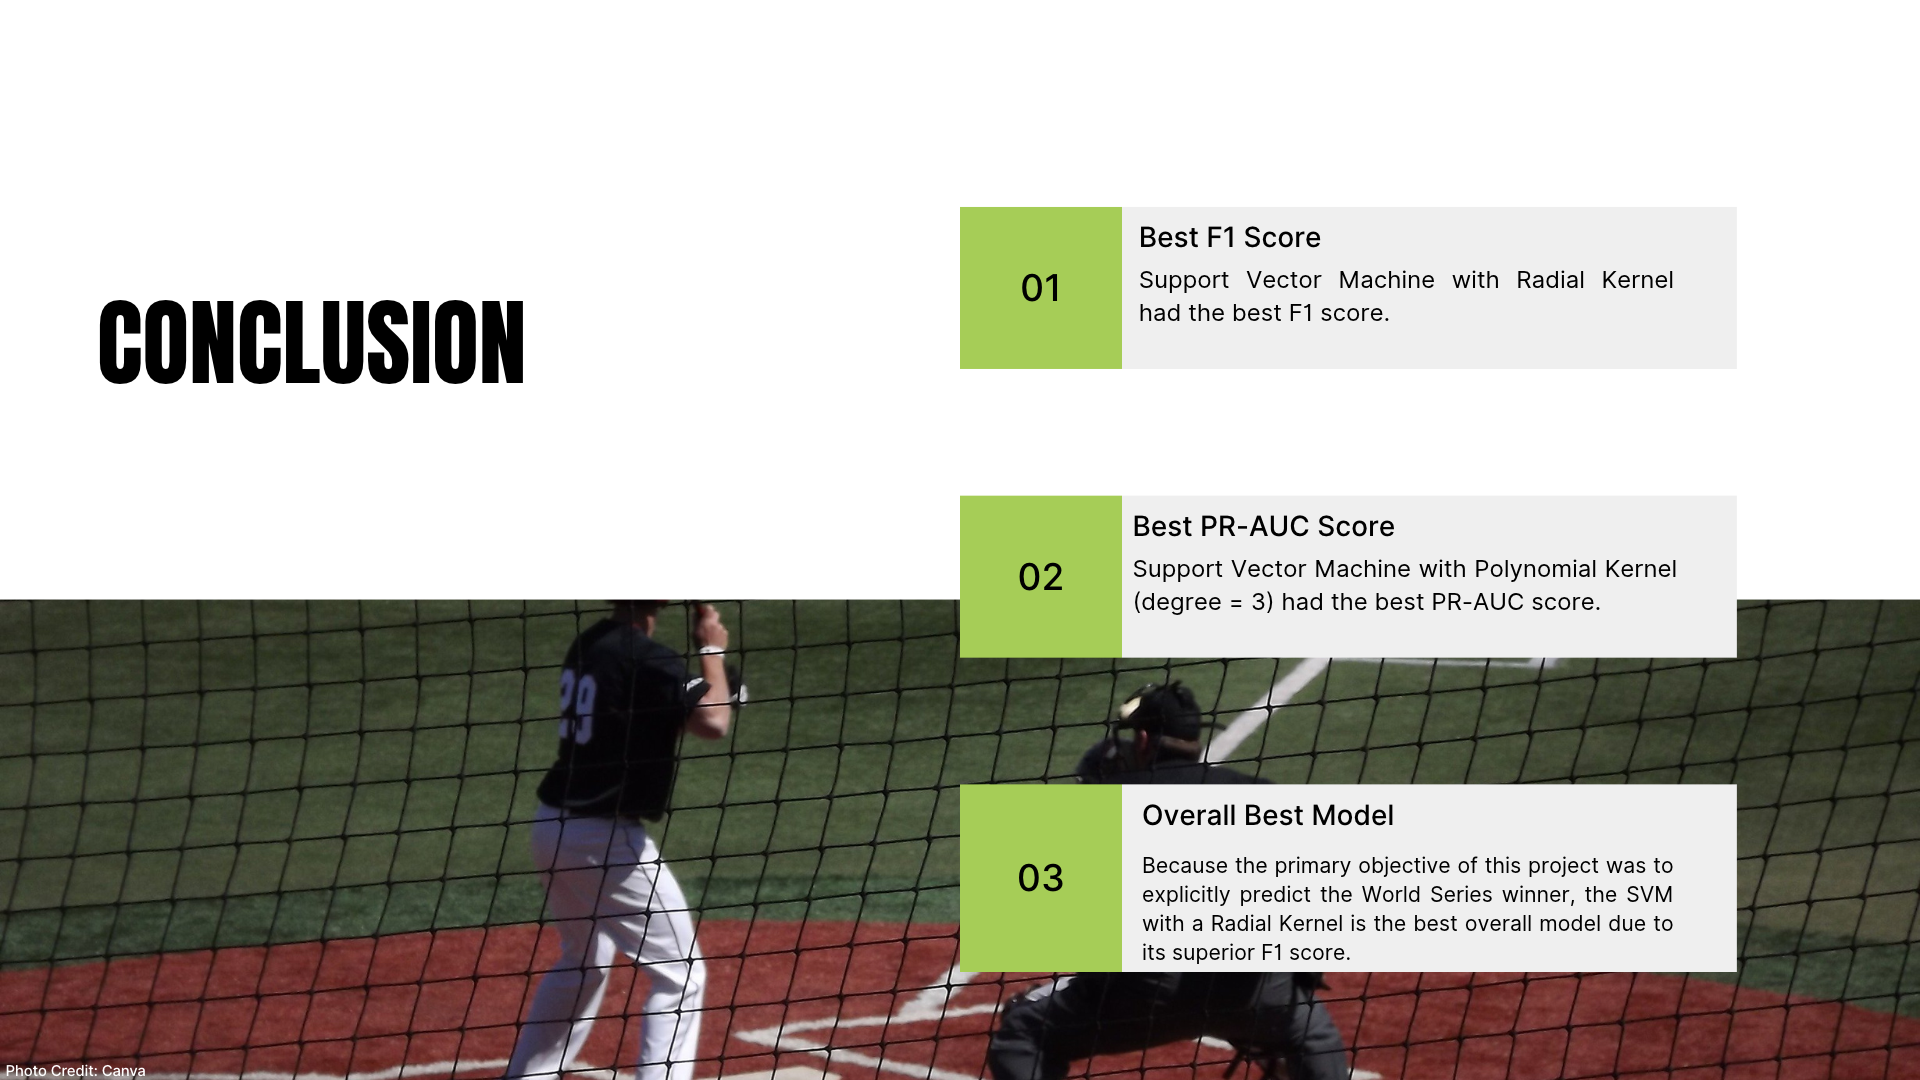 CONCLUSION
01
Best F1 Score
Support Vector Machine with Radial Kernel
had the best F1 score.
02
Best PR-AUC Score
Support Vector Machine with Polynomial Kernel
(degree = 3) had the best PR-AUC score.
29
03
Overall Best Model
Because the primary objective of this project was to
explicitly predict the World Series winner, the SVM
with a Radial Kernel is the best overall model due to
its superior F1 score.
Photo Credit: Canva